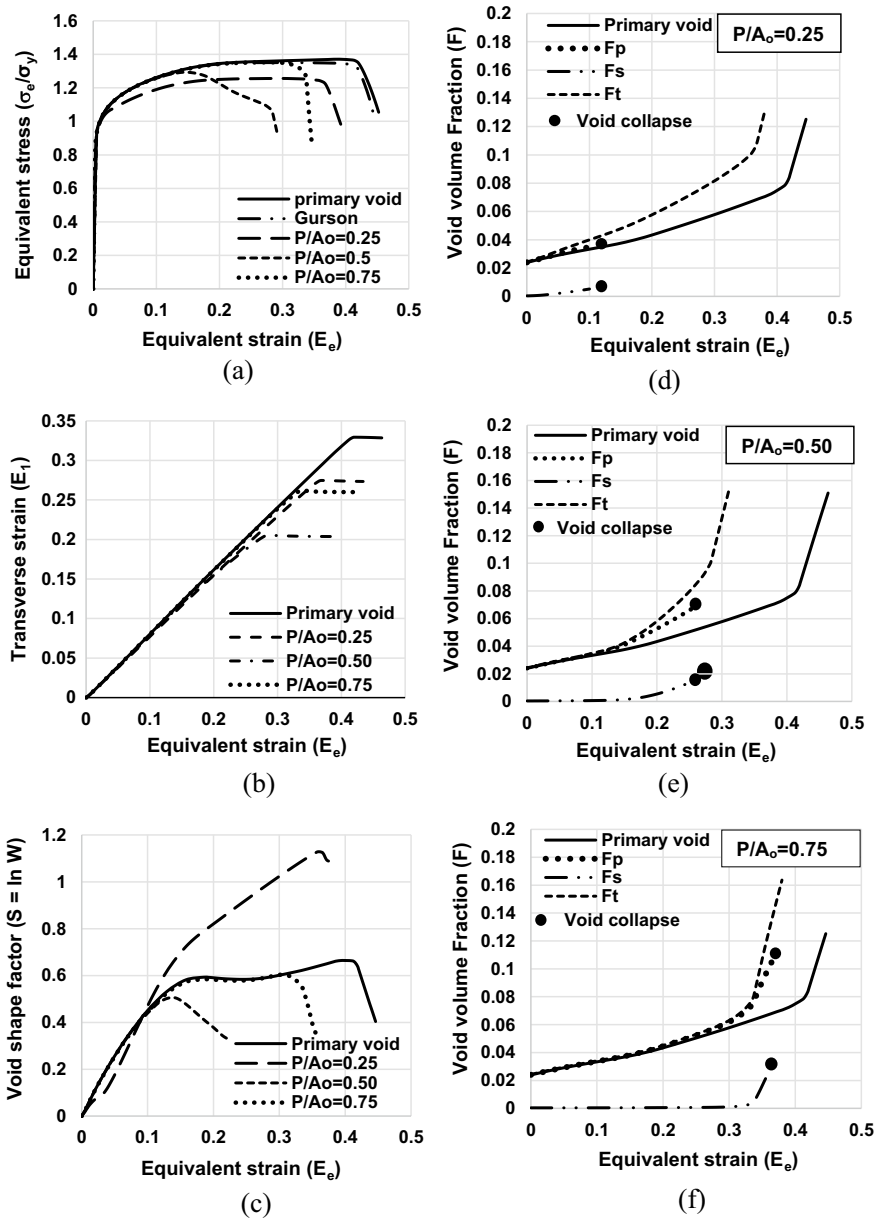 Equivalent stress (σe/σy)
1.6
1.4
1.2
1
0.8
0.6
0.4
0.2
0
primary void
Gurson
P/Ao=0.25
P/Ao=0.5
P/Ao=0.75
0 0.1 0.2 0.3 0.4 0.5
Equivalent strain (Ee)
(a)
Void volume Fraction (F)
0.2
0.18
0.16
0.14
0.12
0.1
0.08
0.06
0.04
0.02
0
Primary void
Fp
Fs
Ft
Void collapse
P/Ao=0.25
0 0.1 0.2 0.3 0.4 0.5
Equivalent strain (Ee)
(d)
Transverse strain (E1)
0.35
0.3
0.25
0.2
0.15
0.1
0.05
0
Primary void
P/Ao=0.25
P/Ao=0.50
P/Ao=0.75
0 0.1 0.2 0.3 0.4 0.5
Equivalent strain (Ee)
(b)
Void volume Fraction (F)
0.2
0.18
0.16
0.14
0.12
0.1
0.08
0.06
0.04
0.02
0
Primary void
Fp
Fs
Ft
Void collapse
P/Ao=0.50
0 0.1 0.2 0.3 0.4 0.5
Equivalent strain (Ee)
(e)
Void shape factor (S = ln W)
1.2
1
0.8
0.6
0.4
0.2
0
Primary void
P/Ao=0.25
P/Ao=0.50
P/Ao=0.75
0 0.1 0.2 0.3 0.4 0.5
Equivalent strain (Ee)
(c)
Void volume Fraction (F)
0.2
0.18
0.16
0.14
0.12
0.1
0.08
0.06
0.04
0.02
0
Primary void
Fp
Fs
Ft
Void collapse
P/Ao=0.75
0 0.1 0.2 0.3 0.4 0.5
Equivalent strain (Ee)
(f)